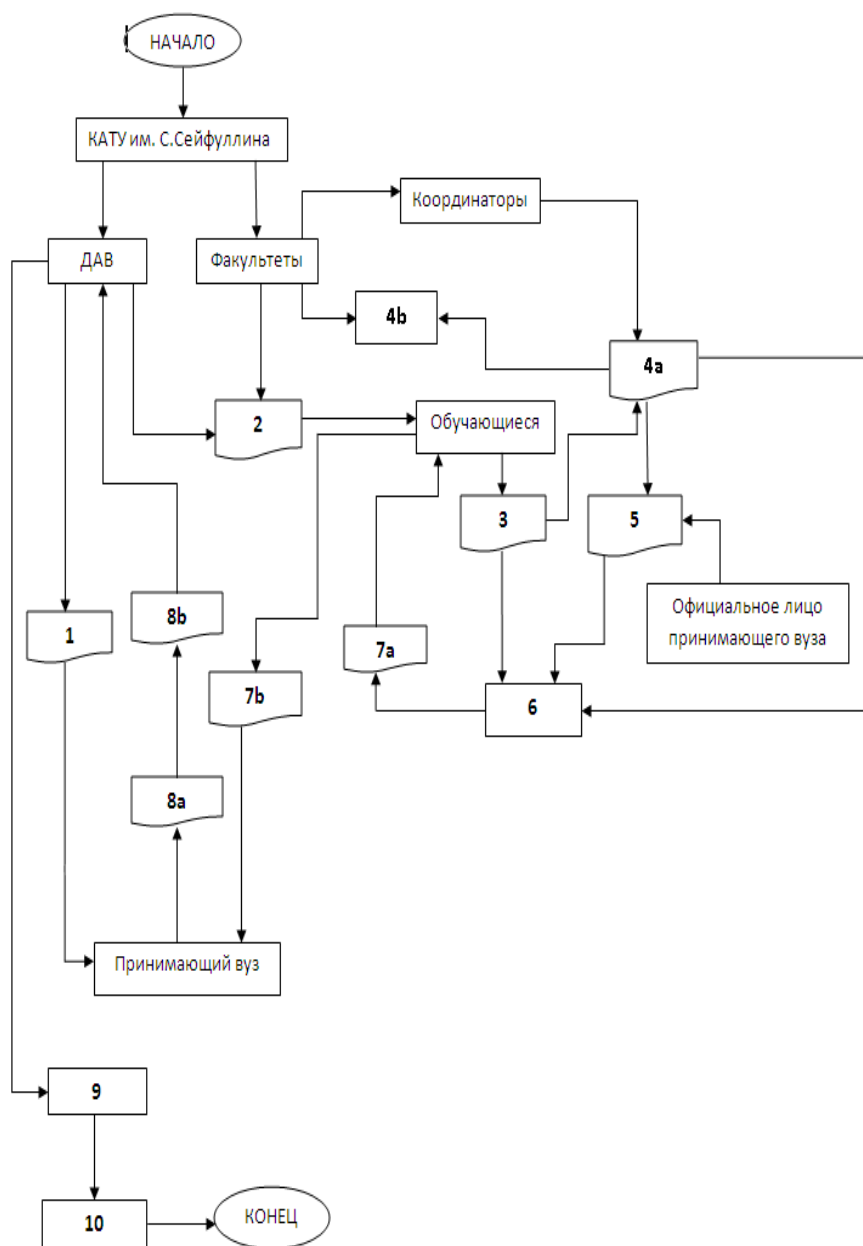 НАЧАЛО
КАТУ им. С.Сейфуллина
Координаторы
ДАВ
Факультеты
4b
4a
2
Обучающиеся
3
5
8b
1
Официальное лицо
принимающего вуза
7a
7b
6
8a
Принимающий вуз
9
10
КОНЕЦ